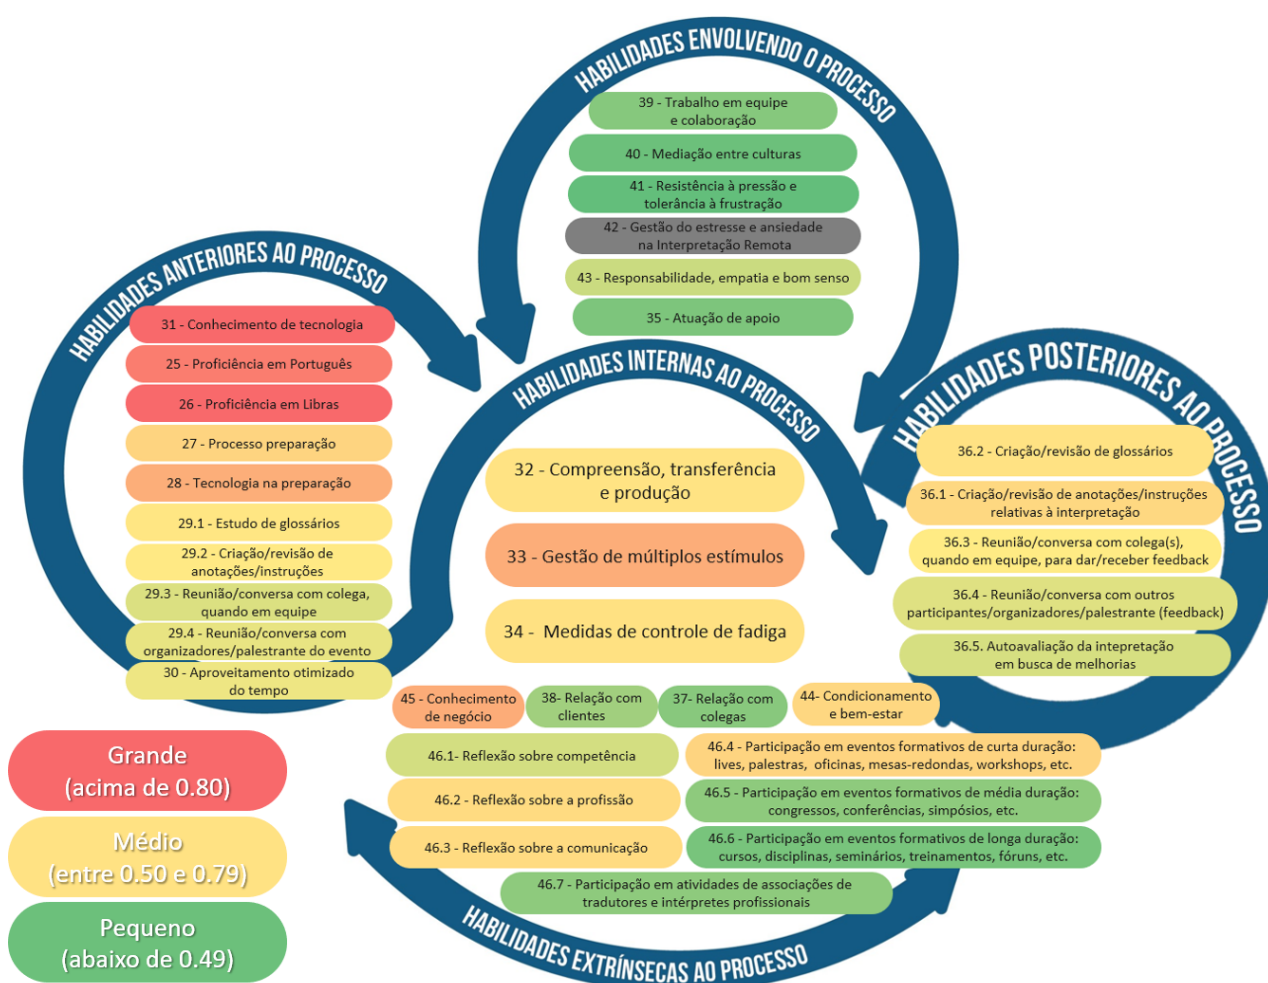 HABILIDADES ENVOLVENDO O PROCESSO
39 - Trabalho em equipe
e colaboração
40 - Mediação entre culturas
41 - Resistência à pressão e
tolerância à frustração
42 - Gestão do estresse e ansiedade
na Interpretação Remota
43 - Responsabilidade, empatia e bom senso
35 - Atuação de apoio
HABILIDADES ANTERIORES AO PROCESSO
31 - Conhecimento de tecnologia
25 - Proficiência em Português
26 - Proficiência em Libras
27 - Processo preparação
28 - Tecnologia na preparação
29.1 - Estudo de glossários
29.2 - Criação/revisão de
anotações/instruções
29.3 - Reunião/conversa com colega,
quando em equipe
29.4 - Reunião/conversa com
organizadores/palestrante do evento
30 - Aproveitamento otimizado
do tempo
HABILIDADES INTERNAS AO PROCESSO
32 - Compreensão, transferência
e produção
33 - Gestão de múltiplos estímulos
34 -  Medidas de controle de fadiga
HABILIDADES POSTERIORES AO PROCESSO
36.2 - Criação/revisão de glossários
36.1 - Criação/revisão de anotações/instruções
relativas à interpretação
36.3 - Reunião/conversa com colega(s),
quando em equipe, para dar/receber feedback
36.4 - Reunião/conversa com outros
participantes/organizadores/palestrante (feedback)
36.5. Autoavaliação da intepretação
em busca de melhorias
45 - Conhecimento
de negócio
38- Relação com
clientes
37- Relação com
colegas
44- Condicionamento
e bem-estar
46.1- Reflexão sobre competência
46.2 - Reflexão sobre a profissão
46.3 - Reflexão sobre a comunicação
46.4 - Participação em eventos formativos de curta duração:
lives, palestras,  oficinas, mesas-redondas, workshops, etc.
46.5 - Participação em eventos formativos de média duração:
congressos, conferências, simpósios, etc.
46.6 - Participação em eventos formativos de longa duração:
cursos, disciplinas, seminários, treinamentos, fóruns, etc.
46.7 - Participação em atividades de associações de
tradutores e intérpretes profissionais
HABILIDADES EXTRÍNSECAS AO PROCESSO
Grande
(acima de 0.80)
Médio
(entre 0.50 e 0.79)
Pequeno
(abaixo de 0.49)